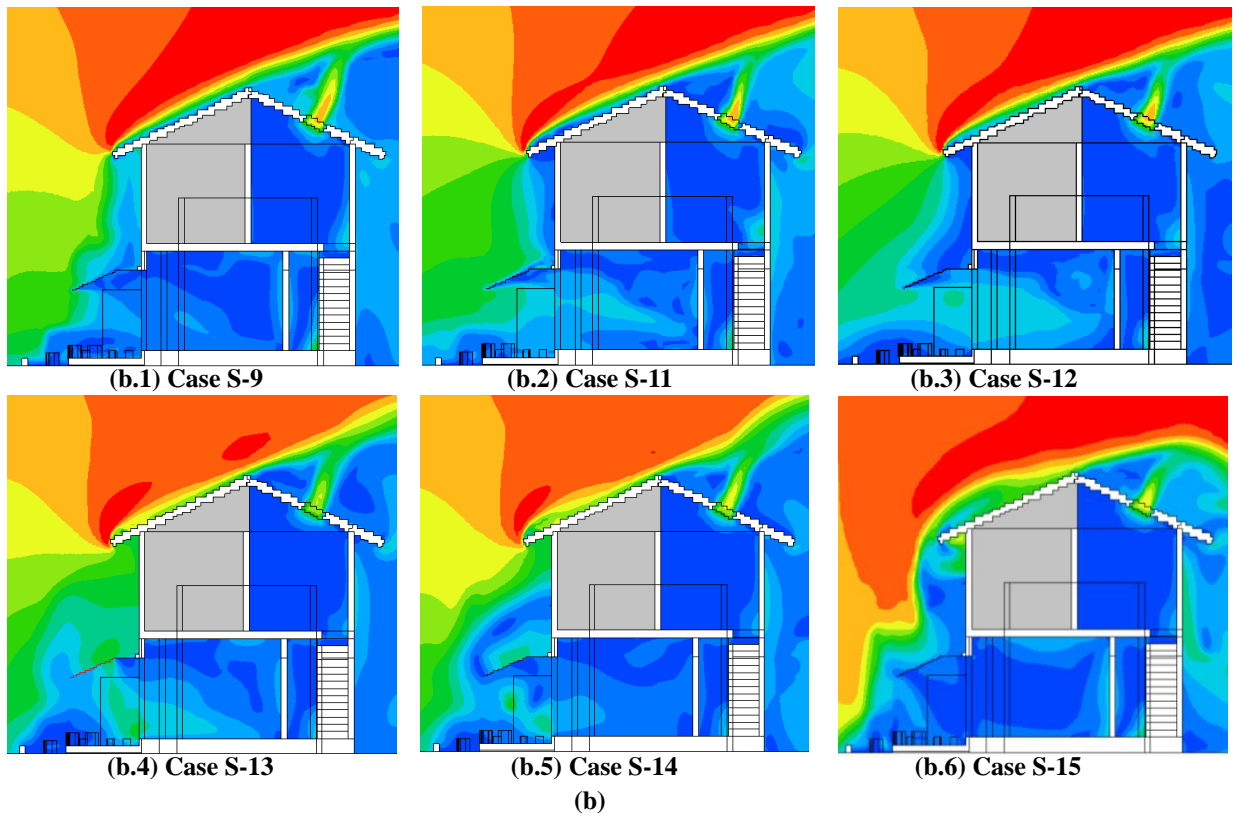 (b.1) Case S-9
(b.2) Case S-11
(b.3) Case S-12
(b.4) Case S-13
(b.5) Case S-14
(b.6) Case S-15
(b)